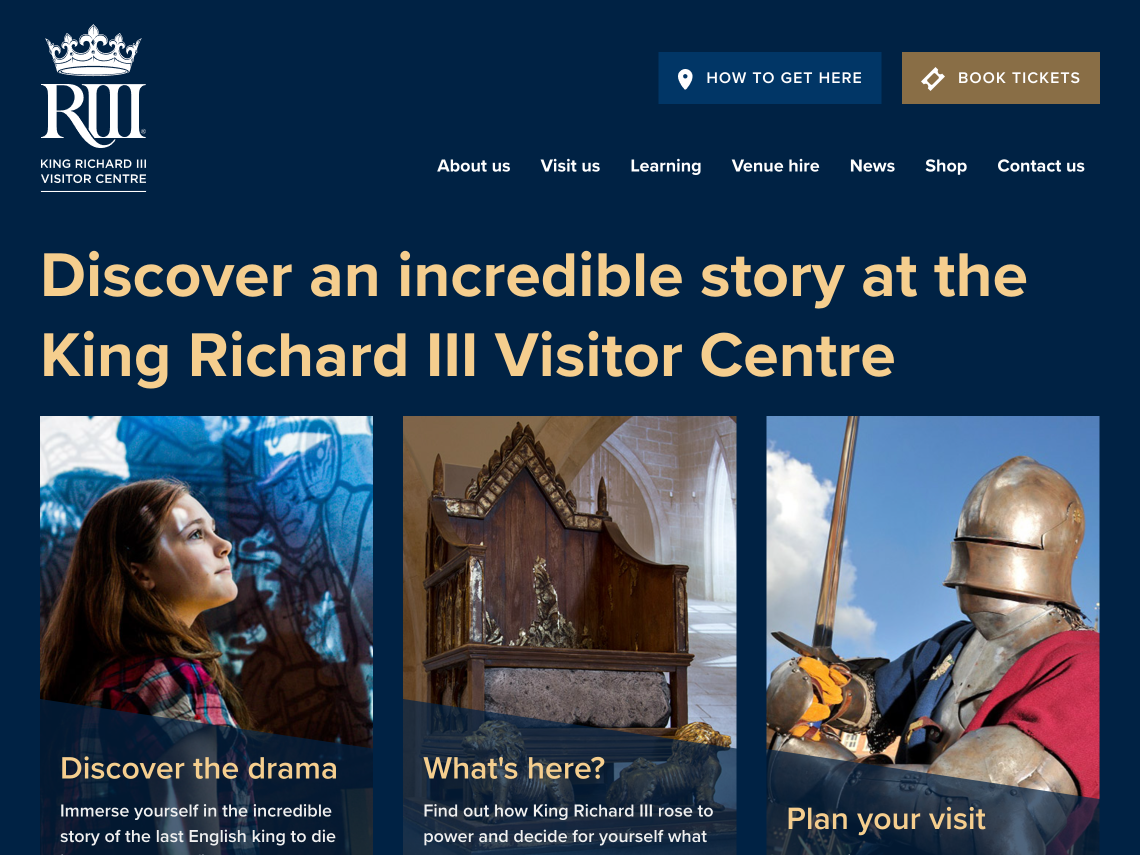 RIII
KING RICHARD III
VISITOR CENTRE
HOW TO GET HERE
BOOK TICKETS
About us
Visit us
Learning
Venue hire
News
Shop
Contact us
Discover an incredible story at the
King Richard III Visitor Centre
Discover the drama
Immerse yourself in the incredible
story of the last English king to die
What's here?
Find out how King Richard III rose to
power and decide for yourself what
Plan your visit